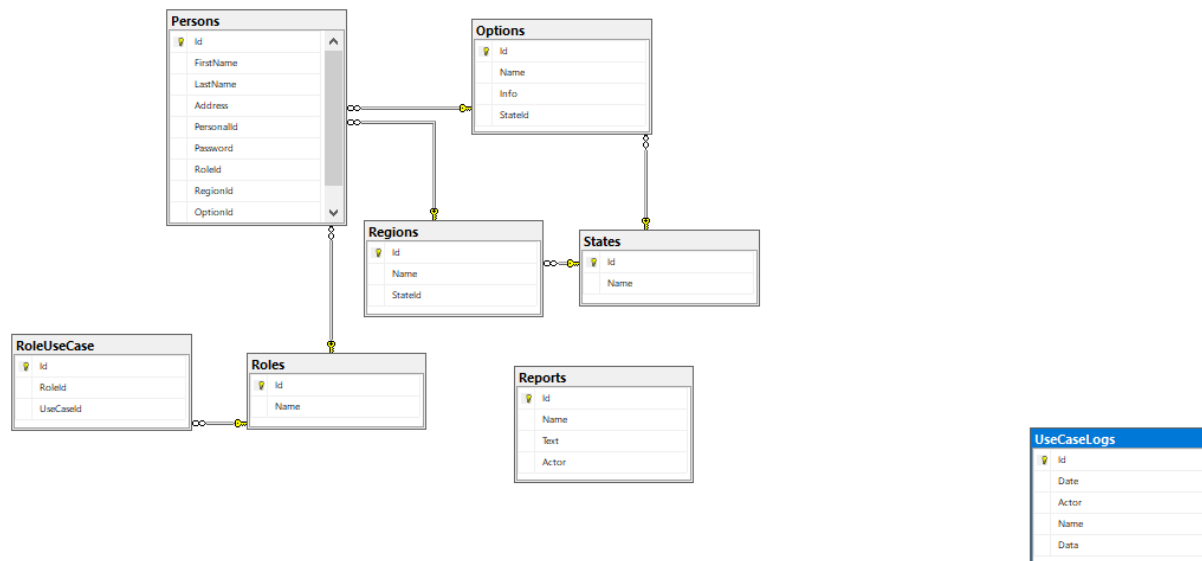 Persons
Id
FirstName
LastName
Address
PersonalId
Password
RoleId
RegionId
OptionId
Options
Id
Name
Info
StateId
Regions
Id
Name
StateId
States
Id
Name
RoleUseCase
Id
RoleId
UseCaseId
Roles
Id
Name
Reports
Id
Name
Text
Actor
UseCaseLogs
Id
Date
Actor
Name
Data